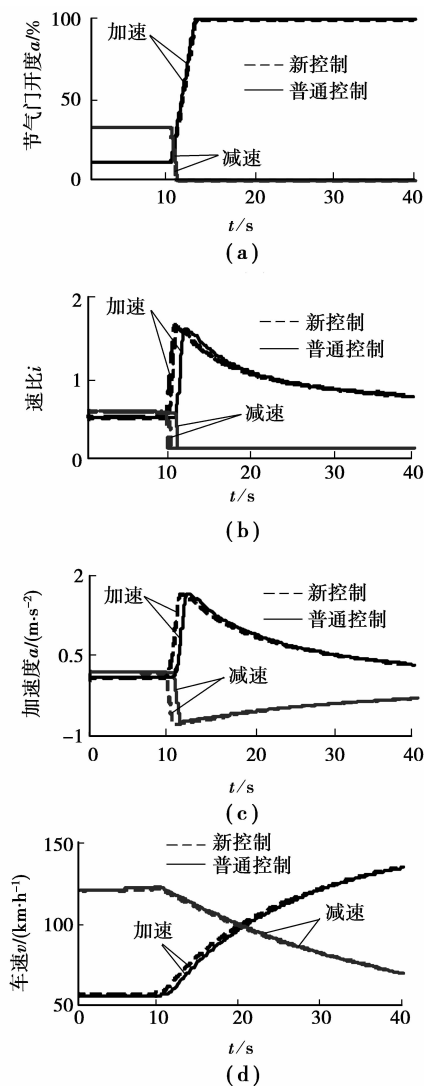 节气门开度a/%
100
50
0
加速
减速
新控制
普通控制
10
20
30
40
t/s
(a)
速比i
2
1
0
加速
减速
新控制
普通控制
0
10
20
30
40
t/s
(b)
加速度a/(m·s⁻²)
2
0.5
-1
加速
减速
新控制
普通控制
0
10
20
30
40
t/s
(c)
车速v/(km·h⁻¹)
150
100
50
加速
减速
新控制
普通控制
0
10
20
30
40
t/s
(d)